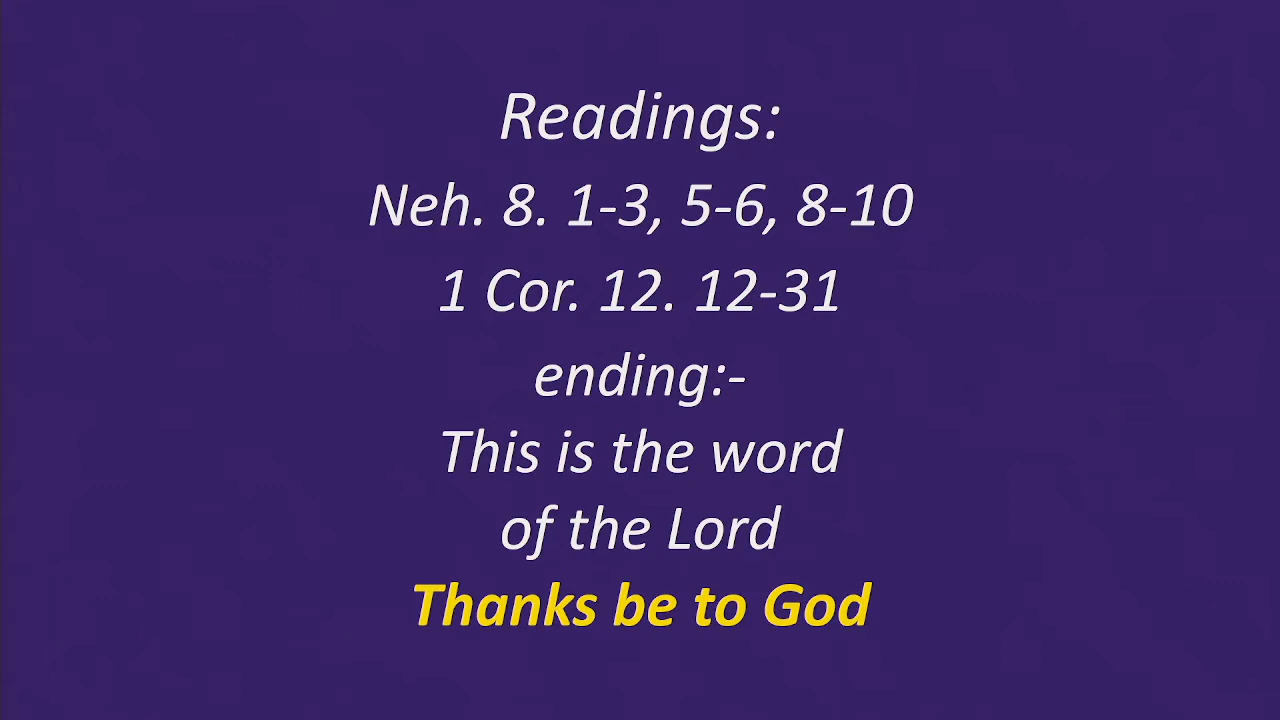 Readings:
Neh. 8. 1-3, 5-6, 8-10
1 Cor. 12. 12-31
ending:-
This is the word
of the Lord
Thanks be to God